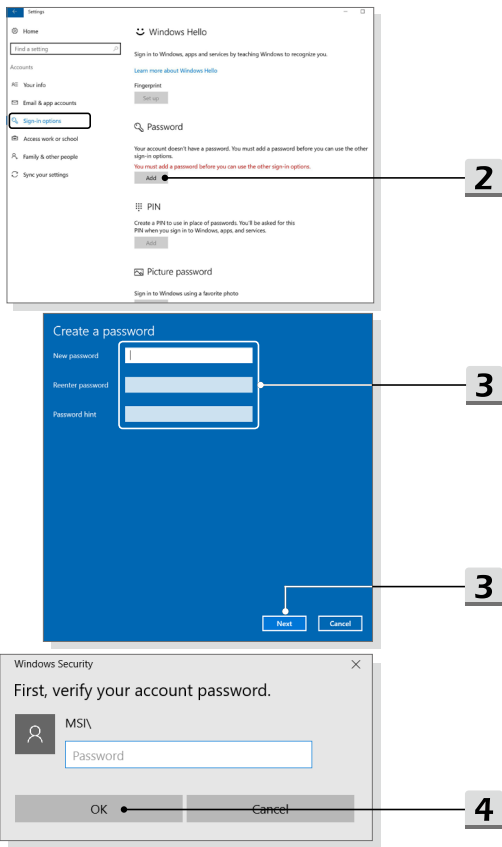 Settings
Home
Find a setting
Accounts
Your info
Email & app accounts
Sign-in options
Access work or school
Family & other people
Sync your settings
Windows Hello
Sign in to Windows, apps and services by teaching Windows to recognize you.
Learn more about Windows Hello
Fingerprint
Set up
Password
Your account doesn't have a password. You must add a password before you can use the other
sign-in options.
You must add a password before you can use the other sign-in options.
Add
2
PIN
Create a PIN to use in place of passwords. You'll be asked for this
PIN when you sign in to Windows, apps, and services.
Add
Picture password
Sign in to Windows using a favorite photo
Create a password
New password
Reenter password
3
Password hint
3
Next
Cancel
Windows Security
First, verify your account password.
MSI\
Password
OK
Cancel
4